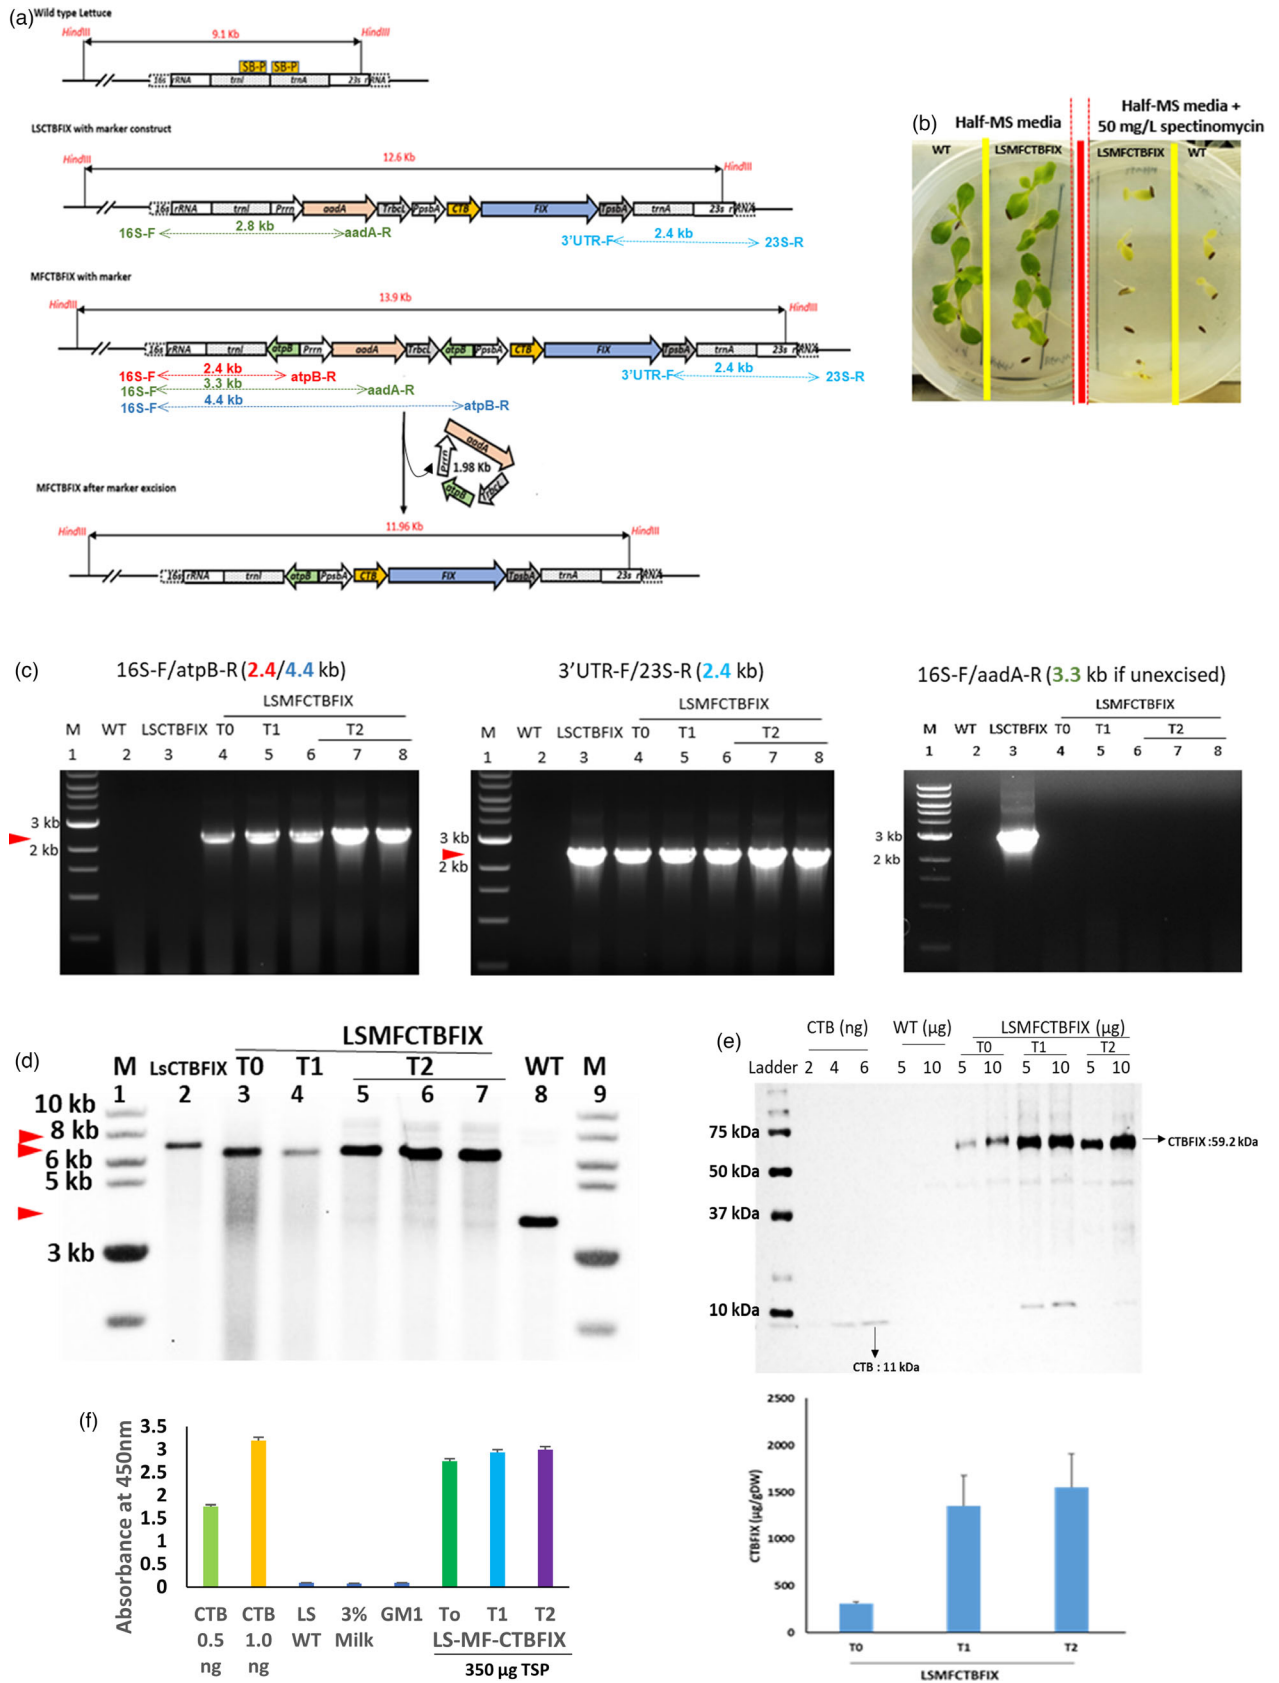 (a) Wild type Lettuce
HindIII 9.1 Kb HindIII
SB-P SB-P
16s rRNA trnI trnA 23s rRNA
LSCTBFIX with marker construct
HindIII 12.6 Kb HindIII
16s rRNA trnI Prrn aadA TrbcL PpsbA CTB FIX TpsbA trnA 23s rRNA
16S-F 2.8 kb aadA-R 3'UTR-F 2.4 kb 23S-R
MFCTBFIX with marker
HindIII 13.9 Kb HindIII
16s rRNA trnI atpB Prrn aadA TrbcL atpB PpsbA CTB FIX TpsbA trnA 23s rRNA
16S-F 2.4 kb atpB-R 3'UTR-F 2.4 kb 23S-R
16S-F 3.3 kb aadA-R
16S-F 4.4 kb atpB-R
aadA
Prrn 1.98 Kb TrbcL
atpB
MFCTBFIX after marker excision
HindIII 11.96 Kb HindIII
16s rRNA trnI atpB PpsbA CTB FIX TpsbA trnA 23s rRNA
(b) Half-MS media
Half-MS media +
50 mg/L spectinomycin
WT LSMFCTBFIX LSMFCTBFIX WT
(c) 16S-F/atpB-R (2.4/4.4 kb)
LSMFCTBFIX
M WT LSCTBFIX T0 T1 T2
1 2 3 4 5 6 7 8
3 kb
2 kb
3'UTR-F/23S-R (2.4 kb)
LSMFCTBFIX
M WT LSCTBFIX T0 T1 T2
1 2 3 4 5 6 7 8
3 kb
2 kb
16S-F/aadA-R (3.3 kb if unexcised)
LSMFCTBFIX
M WT LSCTBFIX T0 T1 T2
1 2 3 4 5 6 7 8
3 kb
2 kb
(d) LSMFCTBFIX
M LsCTBFIX T0 T1 T2 WT M
1 2 3 4 5 6 7 8 9
10 kb
8 kb
6 kb
5 kb
3 kb
(e) CTB (ng) WT (µg) LSMFCTBFIX (µg)
T0 T1 T2
Ladder 2 4 6 5 10 5 10 5 10 5 10
75 kDa
CTBFIX :59.2 kDa
50 kDa
37 kDa
10 kDa
CTB : 11 kDa
CTBFIX (µg/gDW)
2500
2000
1500
1000
500
0
T0 T1 T2
LSMFCTBFIX
(f) Absorbance at 450nm
3.5
3
2.5
2
1.5
1
0.5
0
CTB CTB LS 3% GM1 To T1 T2
0.5 1.0 WT Milk LS-MF-CTBFIX
ng ng 350 µg TSP